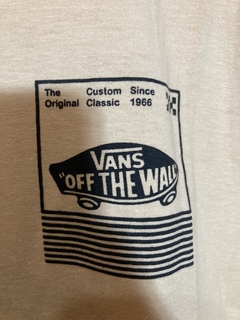 The Custom Since
Original Classic 1966
VANS
"OFF THE WALL